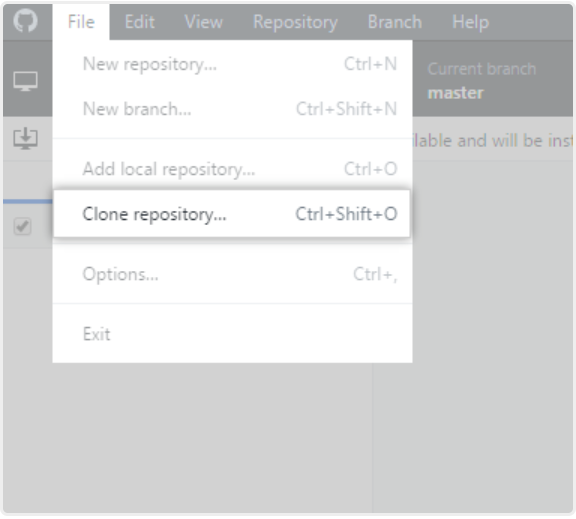 File Edit View Repository Branch Help
New repository... Ctrl+N
Current branch
master
New branch... Ctrl+Shift+N
lable and will be inst
Add local repository... Ctrl+O
Clone repository... Ctrl+Shift+O
Options... Ctrl+,
Exit